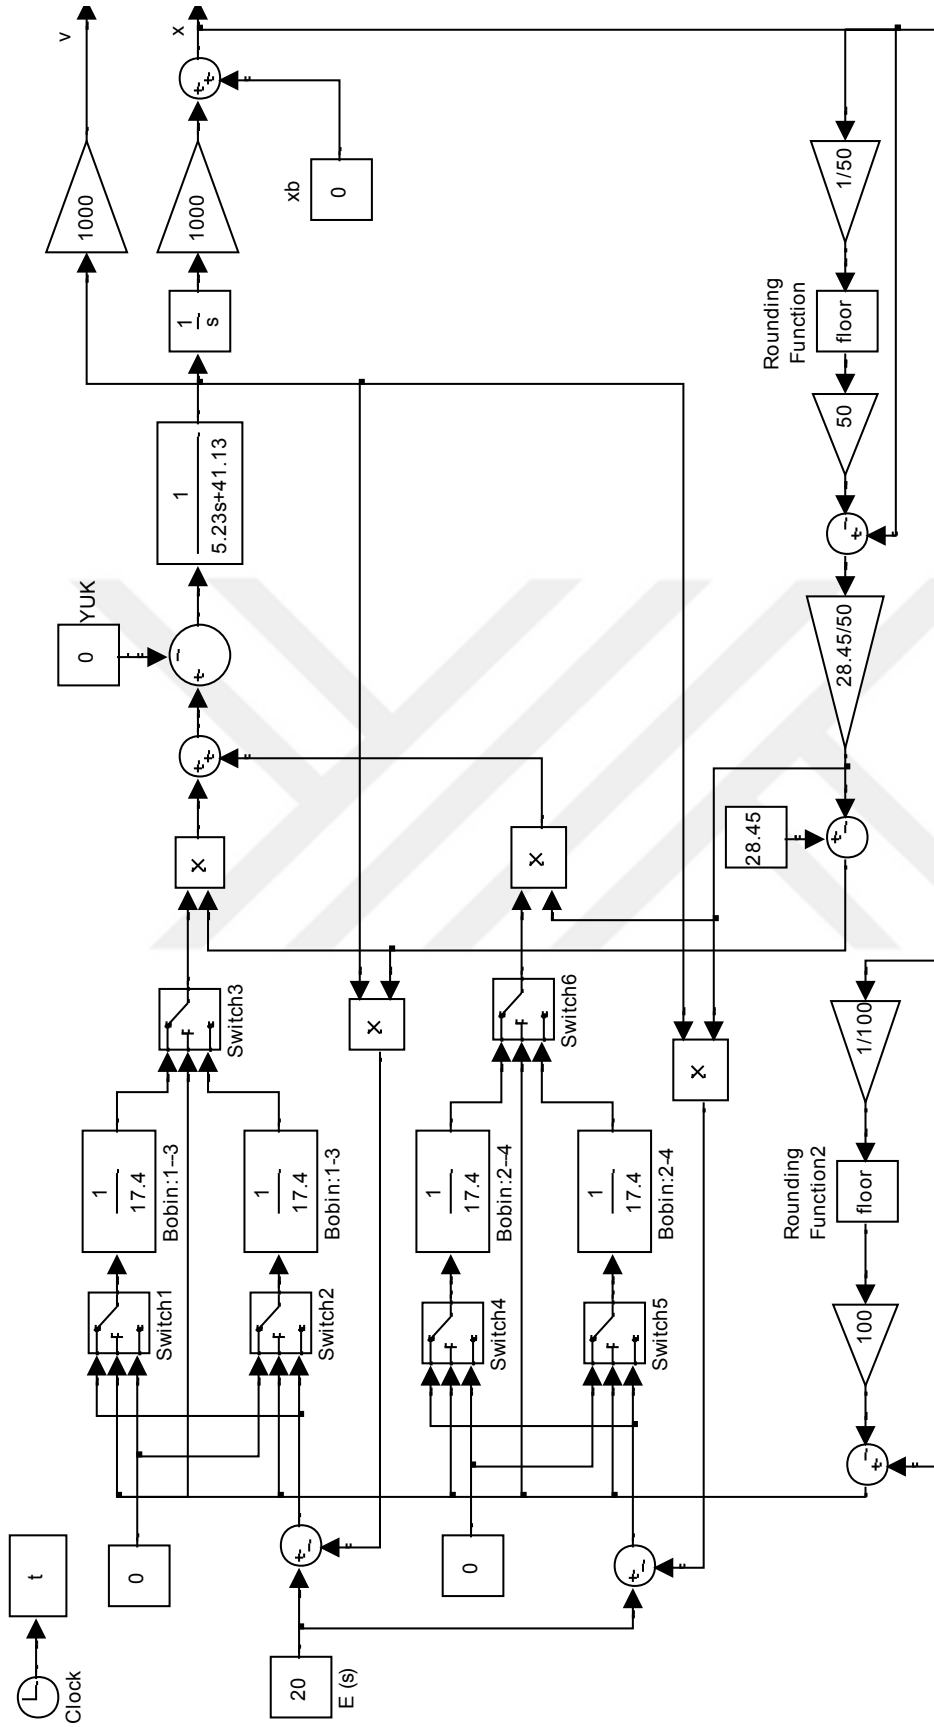 Clock
t
0
Switch1
1
17.4
Bobin:1--3
Switch3
x
0
YUK
1
5.23s+41.13
1
s
1000
v
1000
x
xb
0
20
E (s)
Switch2
1
17.4
Bobin:1-3
x
0
Switch4
1
17.4
Bobin:2--4
Switch6
x
Switch5
1
17.4
Bobin:2-4
x
28.45
100
Rounding
Function2
floor
1/100
28.45/50
50
Rounding
Function
floor
1/50